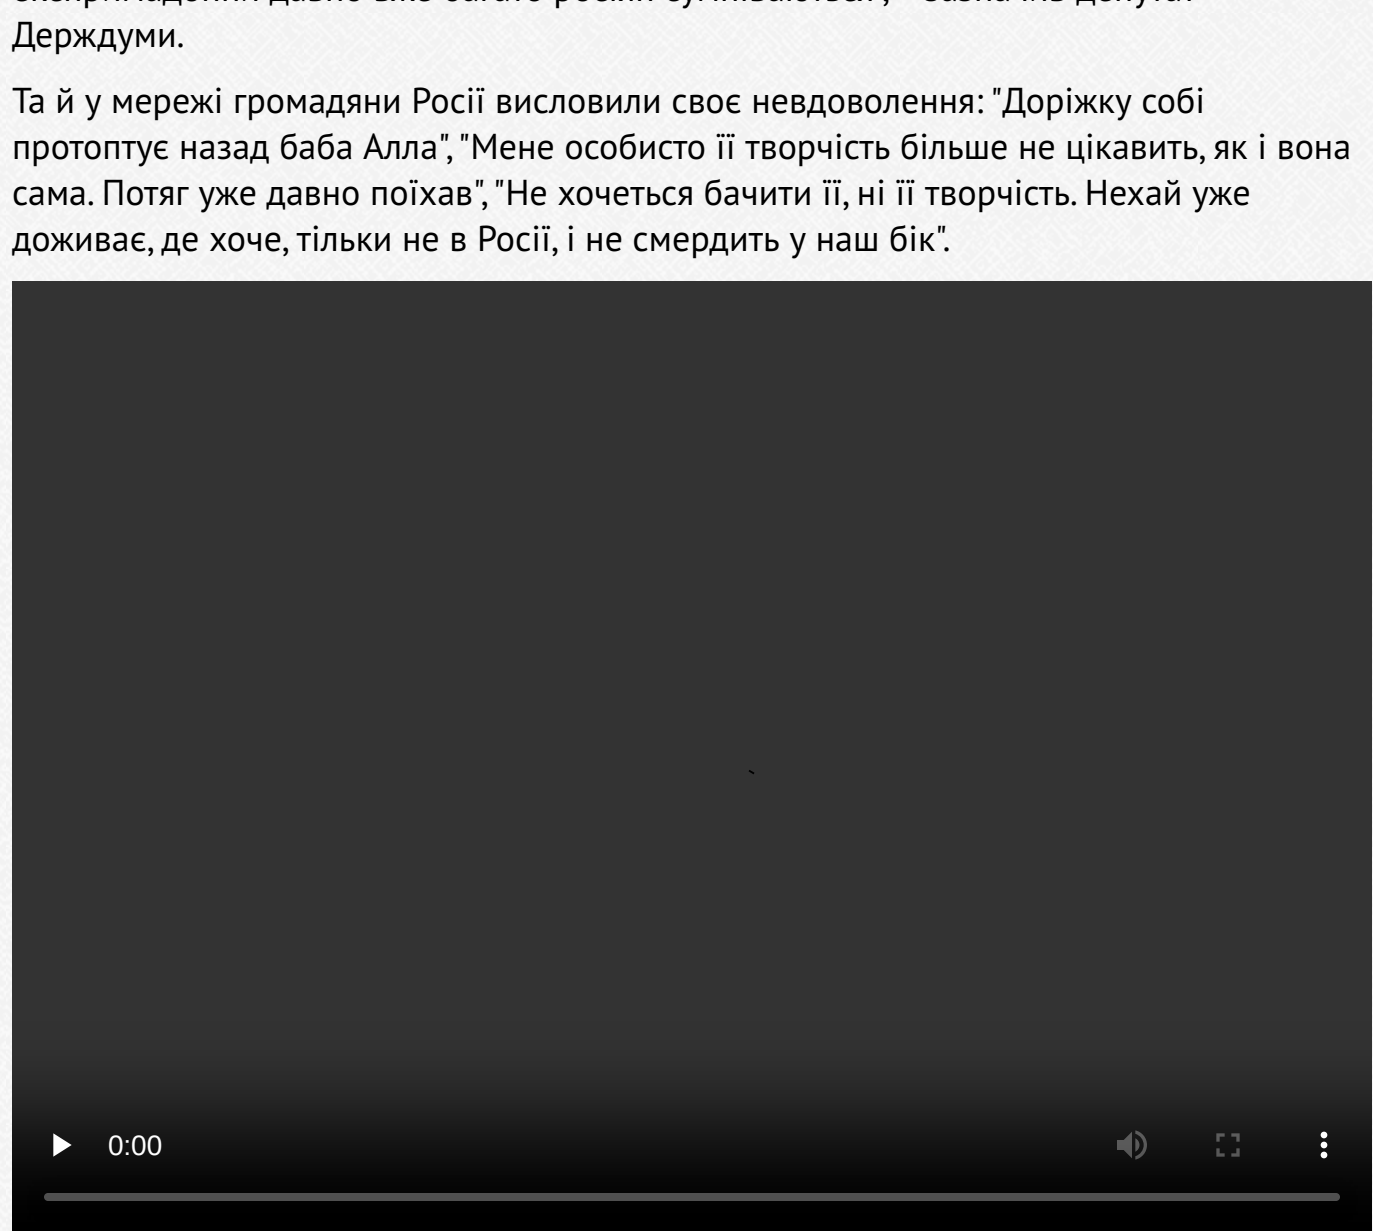 Держдуми.
Та й у мережі громадяни Росії висловили своє невдоволення: "Доріжку собі
протоптує назад баба Алла", "Мене особисто її творчість більше не цікавить, як і вона
сама. Потяг уже давно поїхав", "Не хочеться бачити її, ні її творчість. Нехай уже
доживає, де хоче, тільки не в Росії, і не смердить у наш бік".
0:00